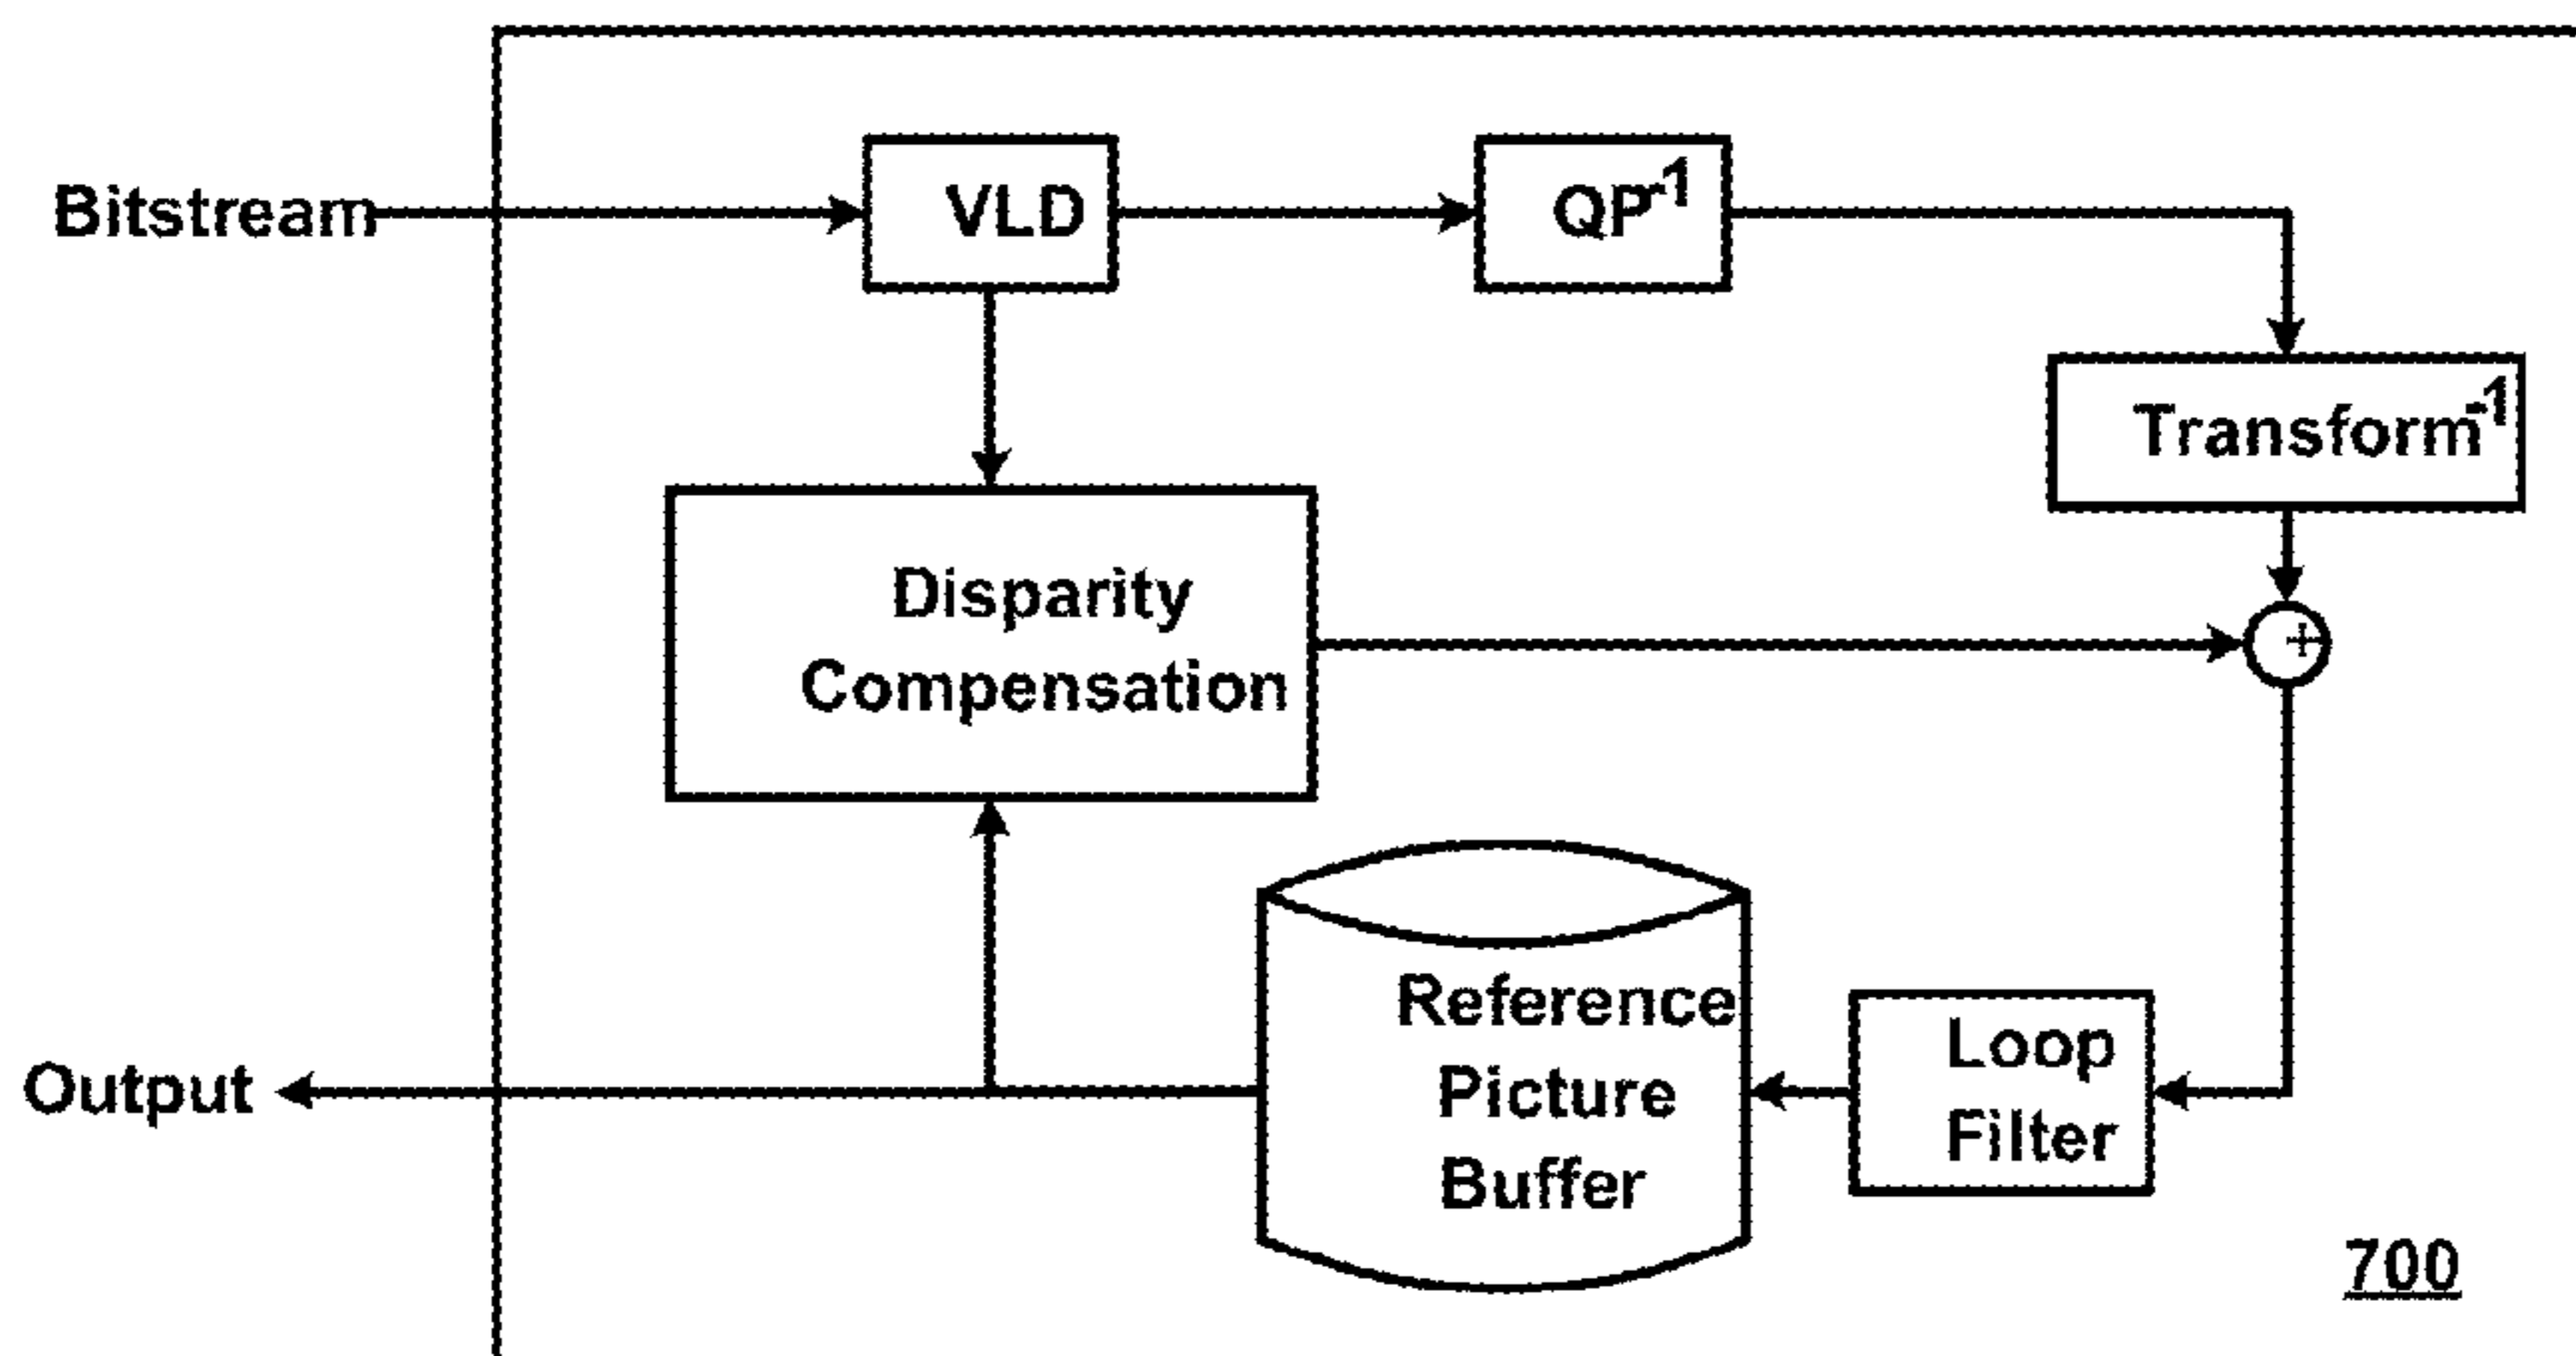 Bitstream
VLD
QP-1
Transform-1
Disparity
Compensation
+
Reference
Picture
Buffer
Loop
Filter
Output
700